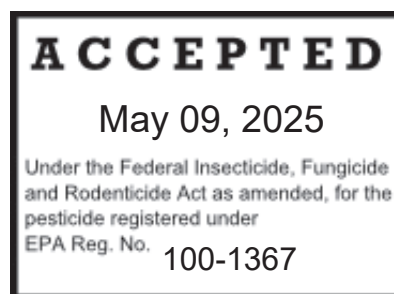 ACCEPTED
May 09, 2025
Under the Federal Insecticide, Fungicide
and Rodenticide Act as amended, for the
pesticide registered under
EPA Reg. No. 100-1367